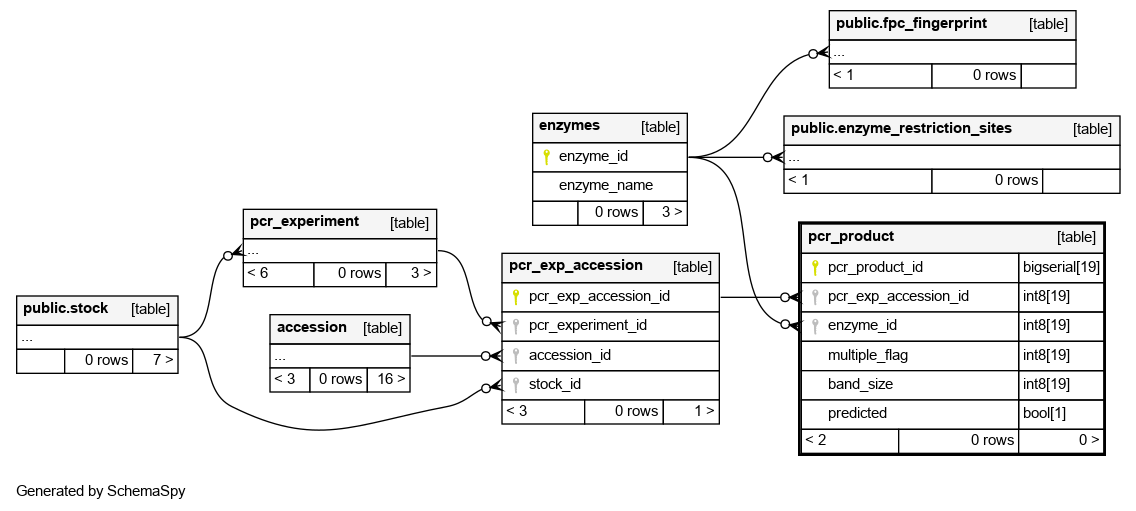 public.fpc_fingerprint [table]
...
< 1 0 rows
enzymes [table]
enzyme_id
enzyme_name
0 rows 3 >
public.enzyme_restriction_sites [table]
...
< 1 0 rows
pcr_experiment [table]
...
< 6 0 rows 3 >
pcr_product [table]
pcr_product_id bigserial[19]
pcr_exp_accession_id int8[19]
enzyme_id int8[19]
multiple_flag int8[19]
band_size int8[19]
predicted bool[1]
< 2 0 rows 0 >
pcr_exp_accession [table]
pcr_exp_accession_id
pcr_experiment_id
accession_id
stock_id
< 3 0 rows 1 >
public.stock [table]
...
0 rows 7 >
accession [table]
...
< 3 0 rows 16 >
Generated by SchemaSpy